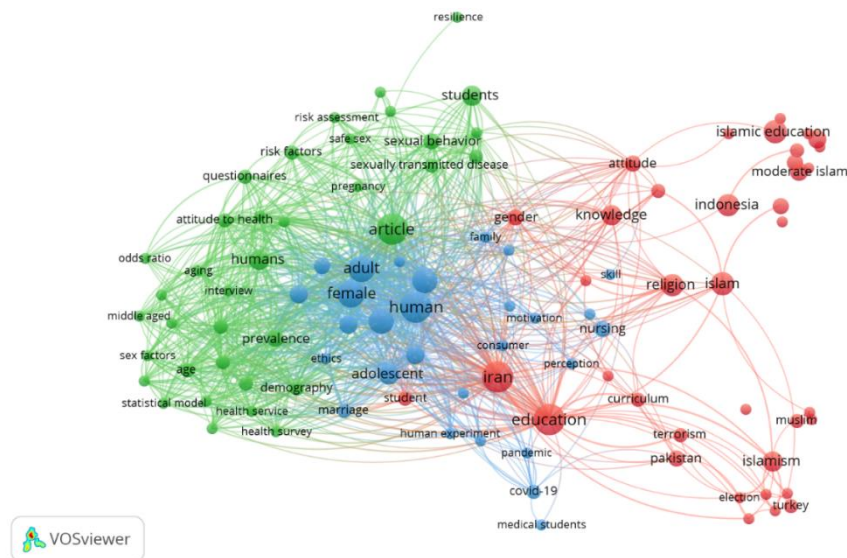 resilience
students
risk assessment
safe sex
sexual behavior
islamic education
risk factors
sexually transmitted disease
attitude
moderate islam
questionnaires
pregnancy
attitude to health
article
gender
knowledge
indonesia
family
odds ratio
humans
aging
adult
skill
interview
female
human
religion
islam
middle aged
motivation
nursing
prevalence
consumer
sex factors
ethics
perception
age
adolescent
iran
demography
student
curriculum
statistical model
health service
marriage
education
muslim
health survey
human experiment
terrorism
pandemic
pakistan
islamism
covid-19
election
turkey
medical students
VOSviewer